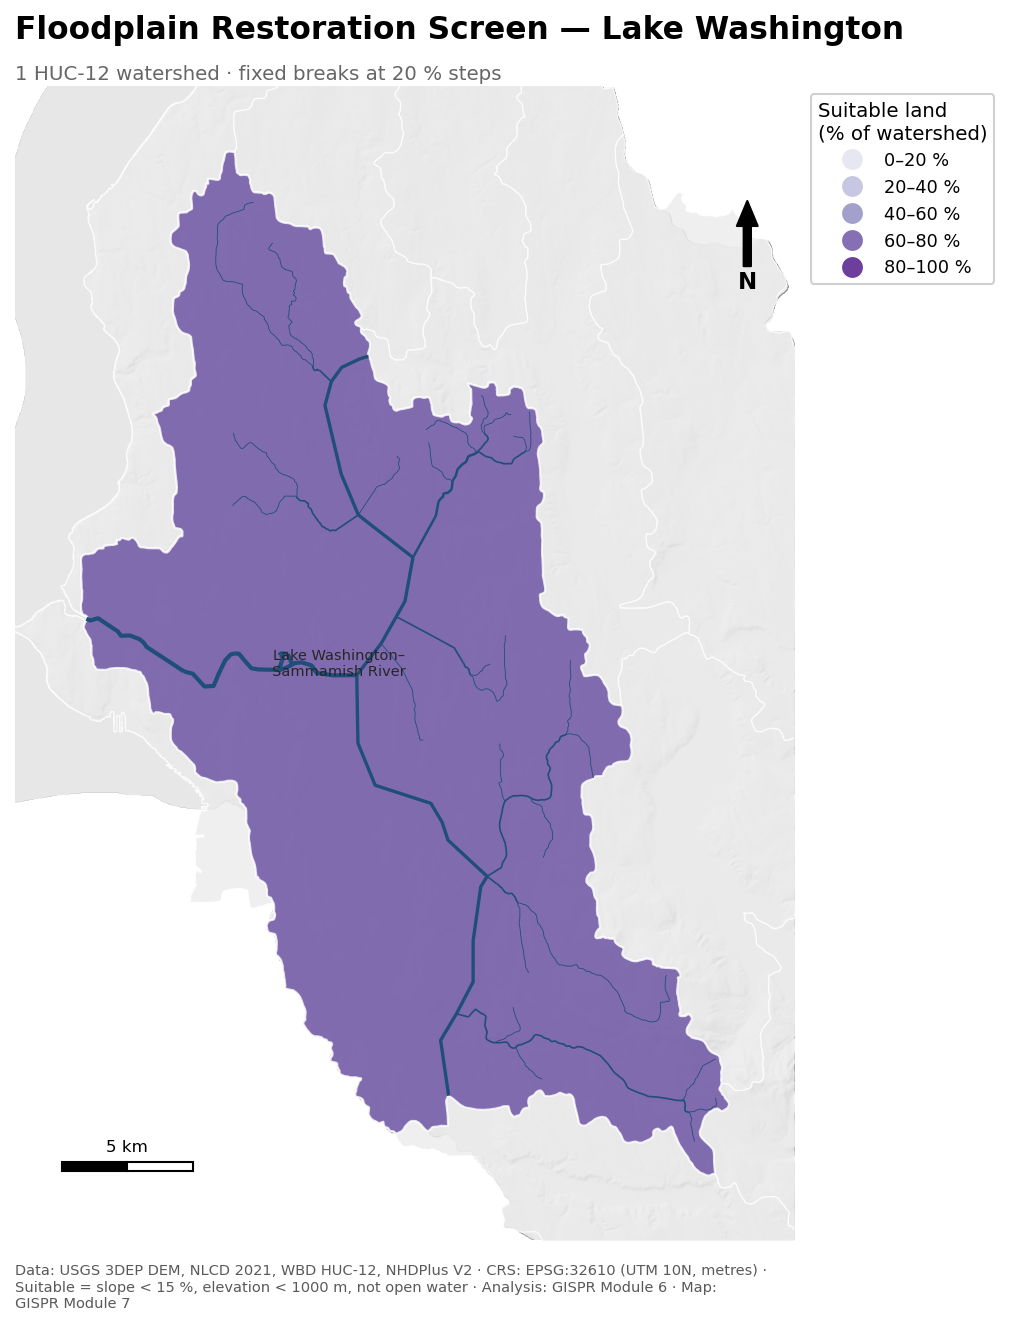 Floodplain Restoration Screen — Lake Washington
1 HUC-12 watershed · fixed breaks at 20 % steps
Suitable land
(% of watershed)
0–20 %
20–40 %
40–60 %
60–80 %
80–100 %
N
Lake Washington–
Sammamish River
5 km
Data: USGS 3DEP DEM, NLCD 2021, WBD HUC-12, NHDPlus V2 · CRS: EPSG:32610 (UTM 10N, metres) ·
Suitable = slope < 15 %, elevation < 1000 m, not open water · Analysis: GISPR Module 6 · Map:
GISPR Module 7